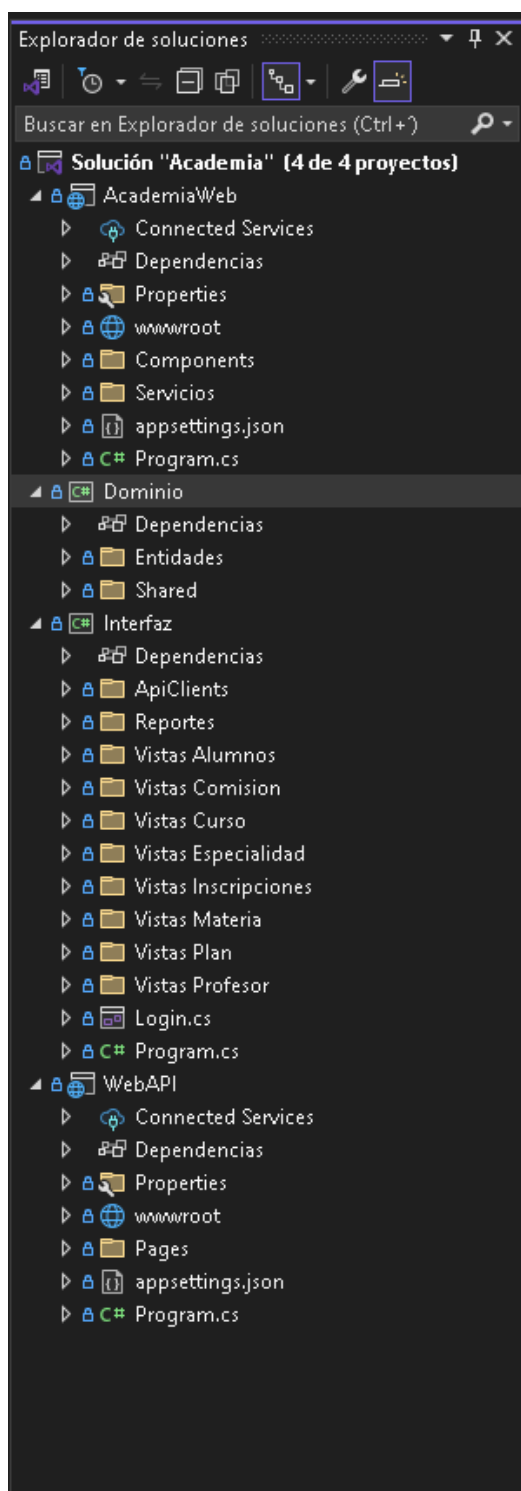 Explorador de soluciones
Buscar en Explorador de soluciones (Ctrl+´)
Solución "Academia" (4 de 4 proyectos)
AcademiaWeb
Connected Services
Dependencias
Properties
wwwroot
Components
Servicios
appsettings.json
C# Program.cs
C# Dominio
Dependencias
Entidades
Shared
C# Interfaz
Dependencias
ApiClients
Reportes
Vistas Alumnos
Vistas Comision
Vistas Curso
Vistas Especialidad
Vistas Inscripciones
Vistas Materia
Vistas Plan
Vistas Profesor
Login.cs
C# Program.cs
WebAPI
Connected Services
Dependencias
Properties
wwwroot
Pages
appsettings.json
C# Program.cs